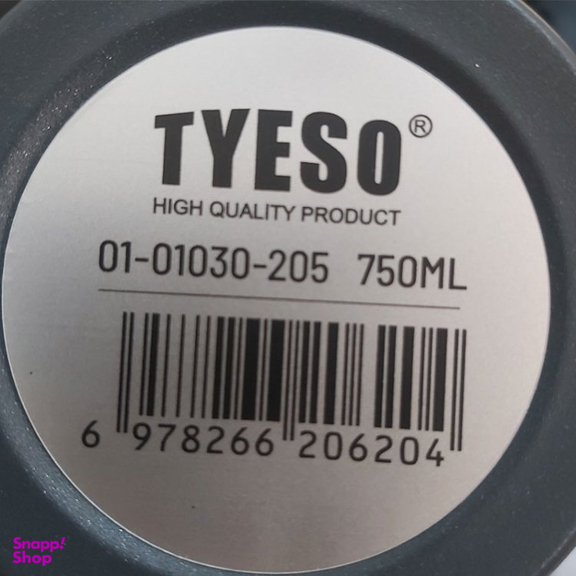 TYESO®
HIGH QUALITY PRODUCT
01-01030-205 750ML
6 978266 206204
Snapp!
Shop